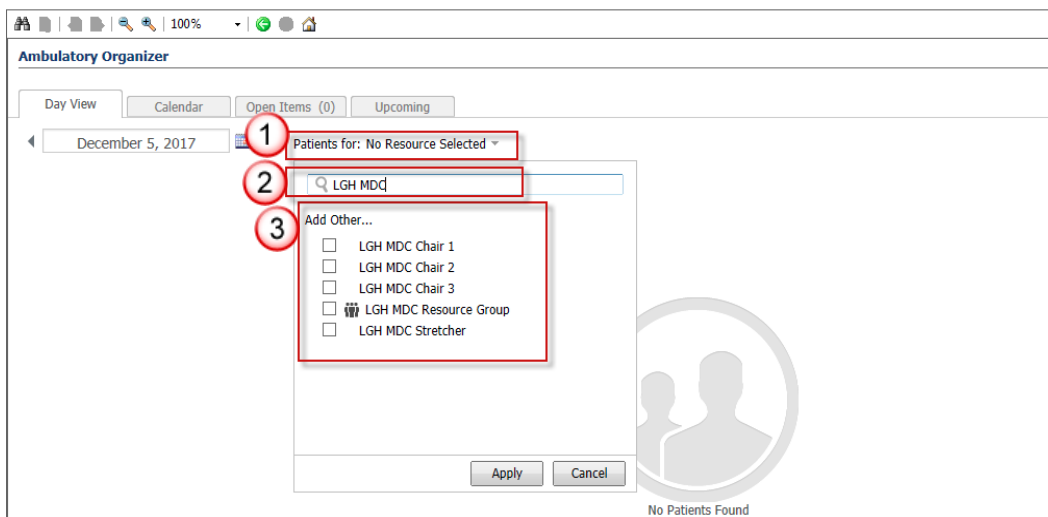 100%
Ambulatory Organizer
Day View Calendar Open Items (0) Upcoming
December 5, 2017 1 Patients for: No Resource Selected
2 LGH MDC
3 Add Other...
LGH MDC Chair 1
LGH MDC Chair 2
LGH MDC Chair 3
LGH MDC Resource Group
LGH MDC Stretcher
Apply Cancel
No Patients Found